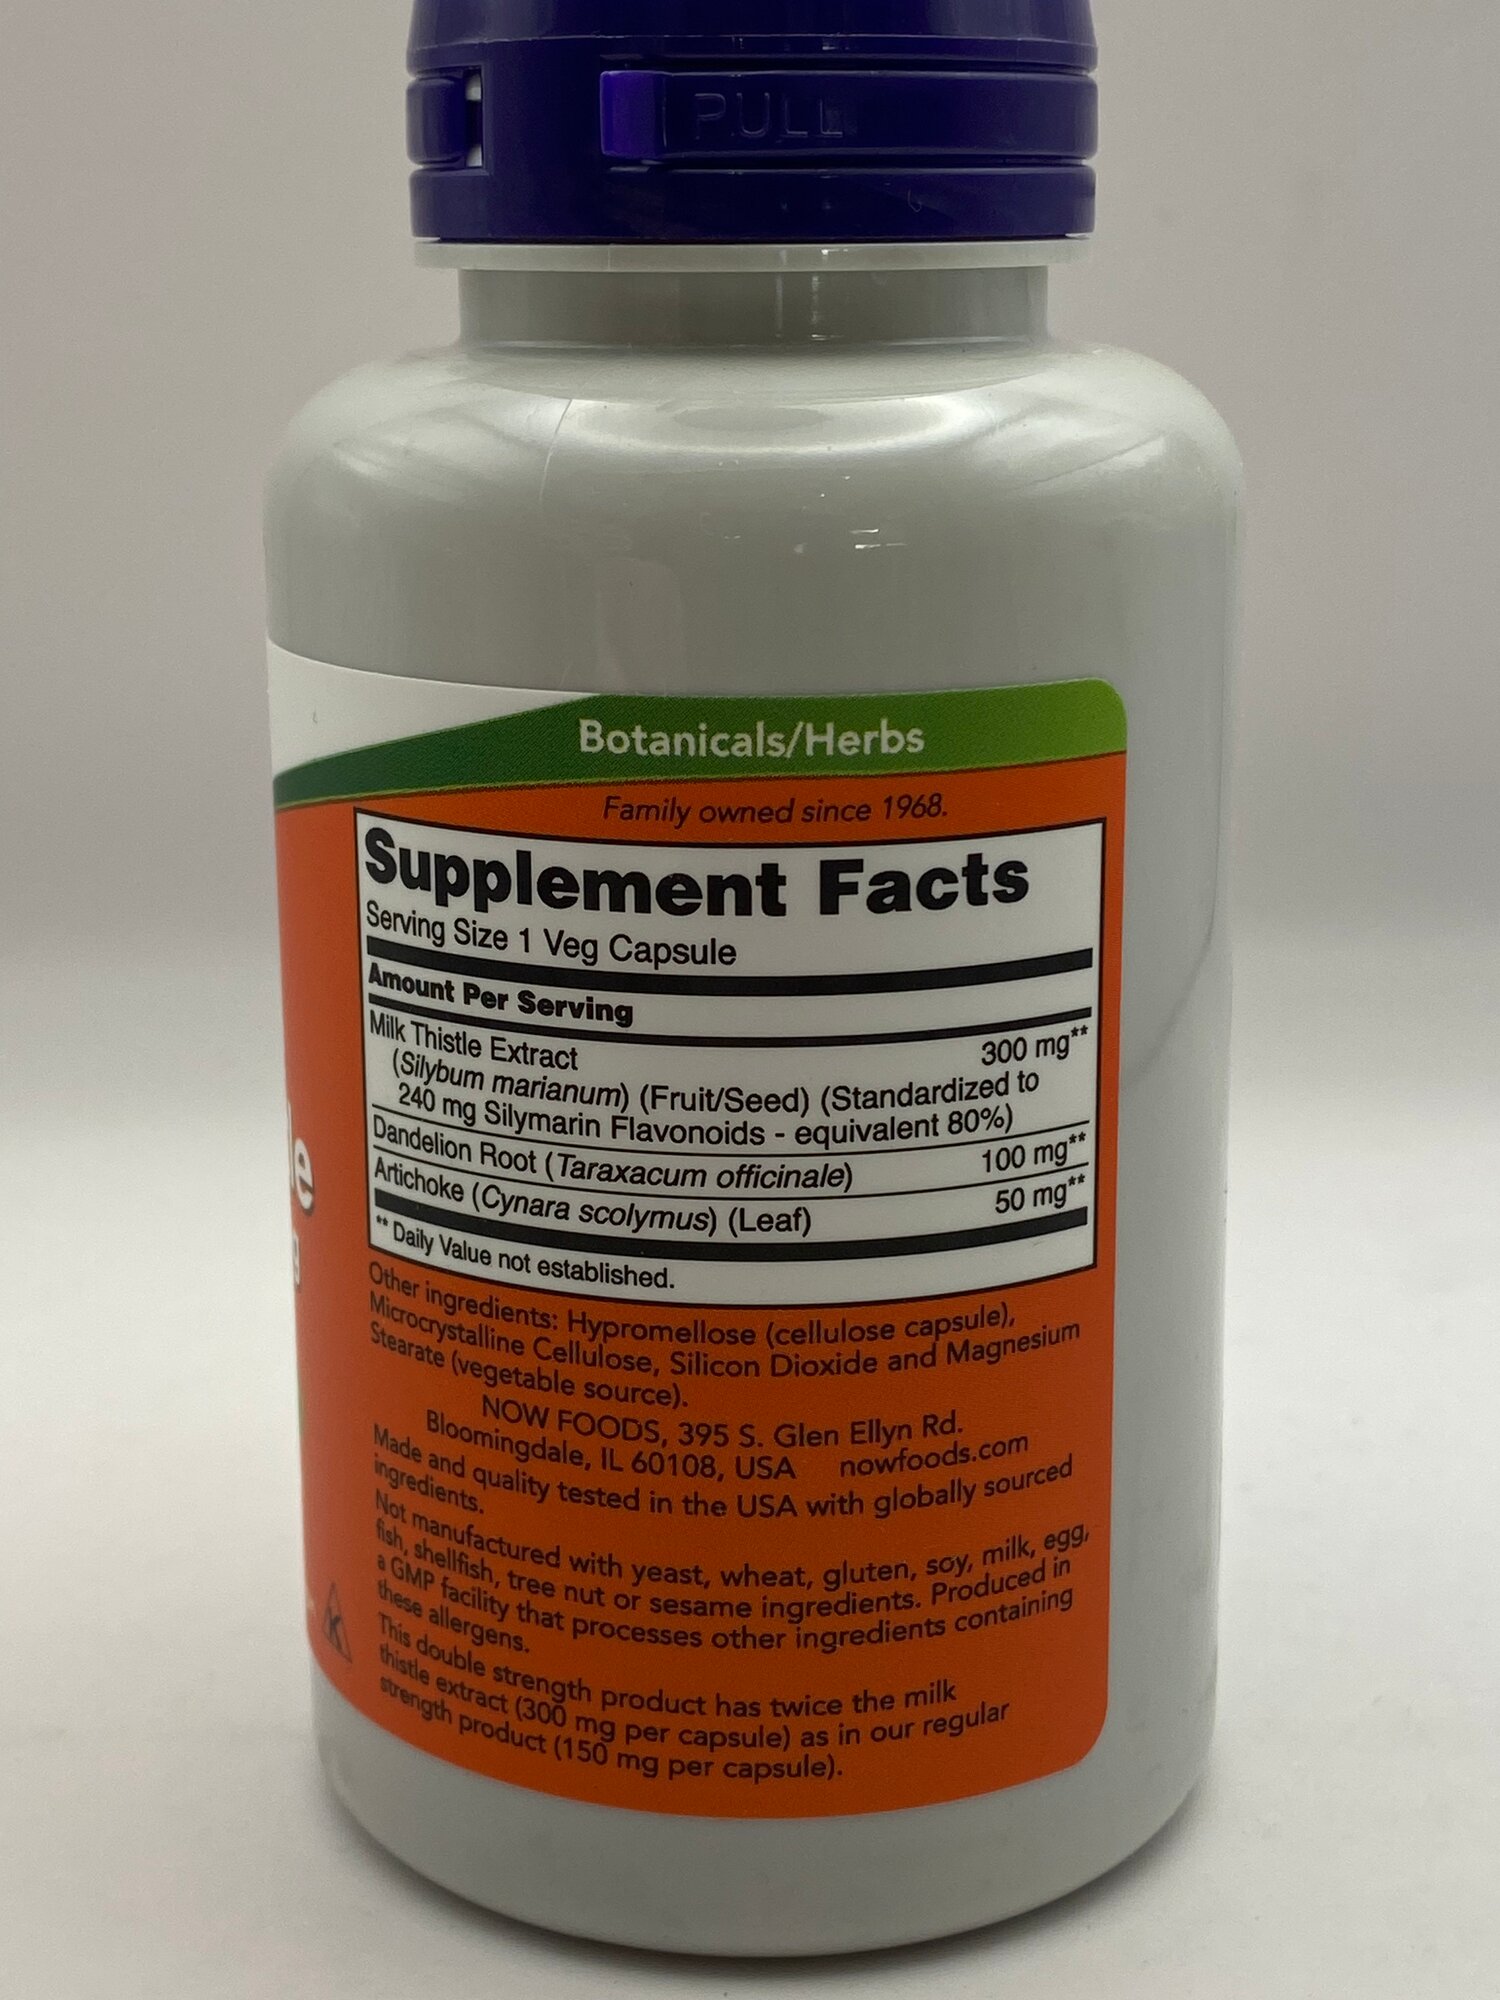 PULL
Botanicals/Herbs
Family owned since 1968.
Supplement Facts
Serving Size 1 Veg Capsule
Amount Per Serving
Milk Thistle Extract 300 mg**
(Silybum marianum) (Fruit/Seed) (Standardized to
240 mg Silymarin Flavonoids - equivalent 80%)
Dandelion Root (Taraxacum officinale) 100 mg**
Artichoke (Cynara scolymus) (Leaf) 50 mg**
** Daily Value not established.
Other ingredients: Hypromellose (cellulose capsule),
Microcrystalline Cellulose, Silicon Dioxide and Magnesium
Stearate (vegetable source).
NOW FOODS, 395 S. Glen Ellyn Rd.
Bloomingdale, IL 60108, USA nowfoods.com
Made and quality tested in the USA with globally sourced
ingredients.
Not manufactured with yeast, wheat, gluten, soy, milk, egg,
fish, shellfish, tree nut or sesame ingredients. Produced in
a GMP facility that processes other ingredients containing
these allergens.
This double strength product has twice the milk
thistle extract (300 mg per capsule) as in our regular
strength product (150 mg per capsule).
le
g
K